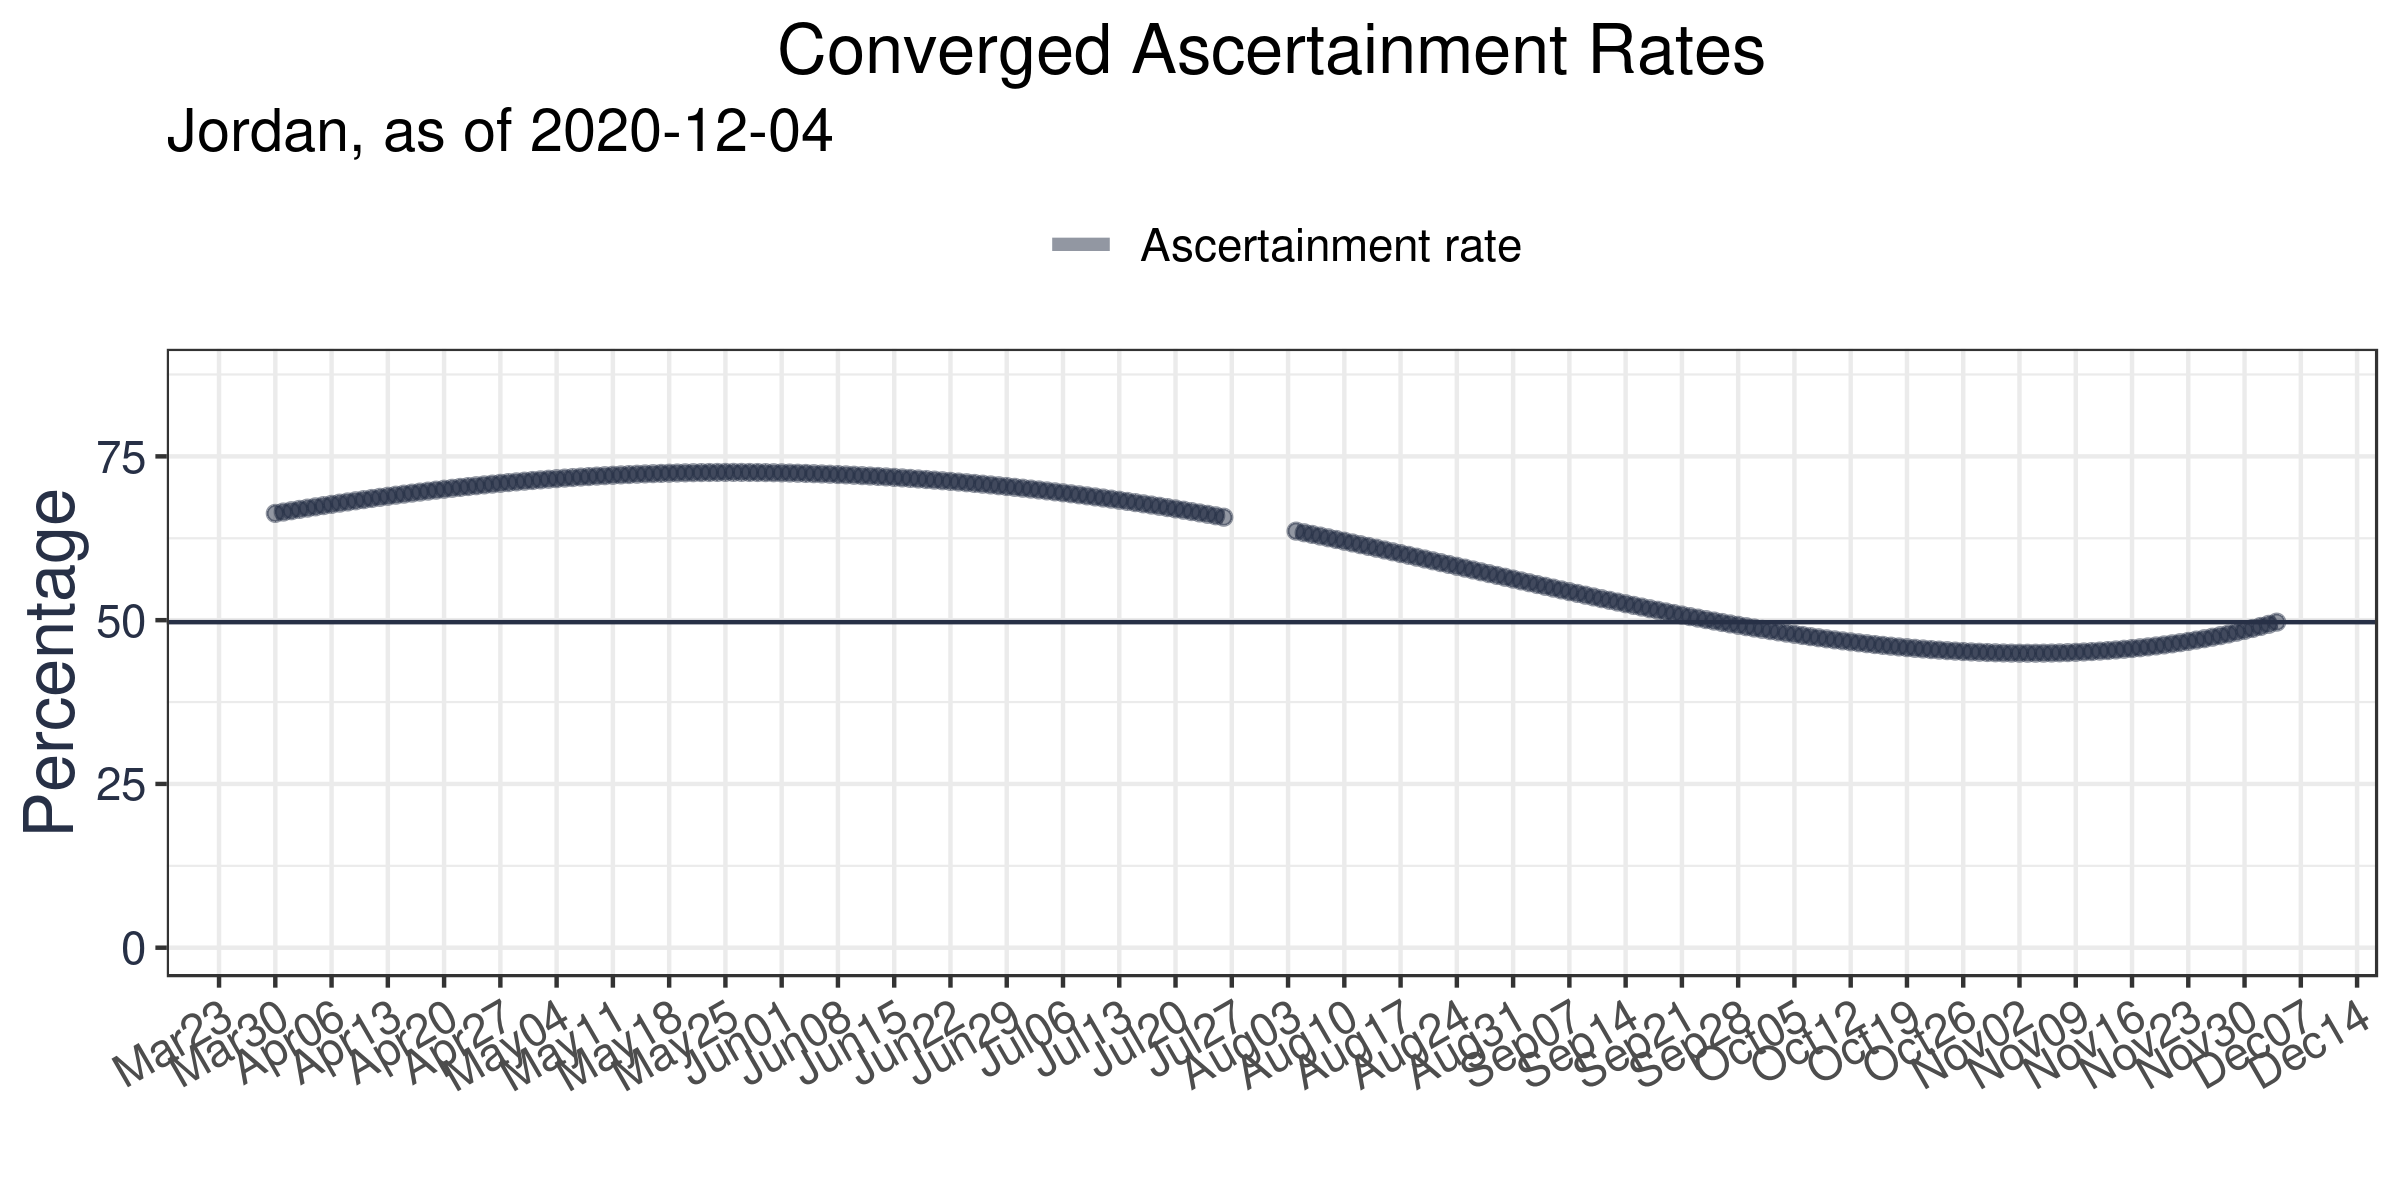 Converged Ascertainment Rates
Jordan, as of 2020-12-04
Ascertainment rate
Percentage
75
50
25
0
Mar23 Mar30 Apr06 Apr13 Apr20 Apr27 May04 May11 May18 May25 Jun01 Jun08 Jun15 Jun22 Jun29 Jul06 Jul13 Jul20 Jul27 Aug03 Aug10 Aug17 Aug24 Aug31 Sep07 Sep14 Sep21 Sep28 Oct05 Oct12 Oct19 Oct26 Nov02 Nov09 Nov16 Nov23 Nov30 Dec07 Dec14